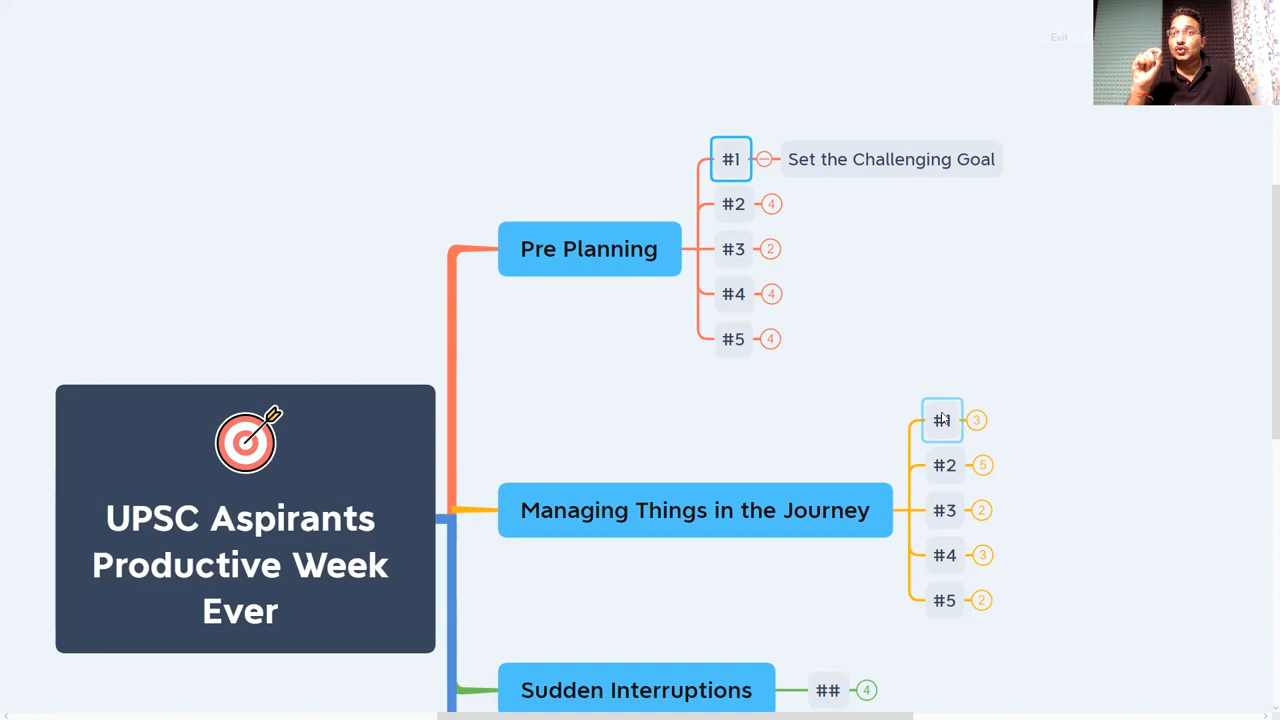 Exit
#1
Set the Challenging Goal
#2
4
#3
2
#4
4
#5
4
Pre Planning
UPSC Aspirants
Productive Week
Ever
Managing Things in the Journey
3
#2
5
#3
2
#4
3
#5
2
Sudden Interruptions
##
4